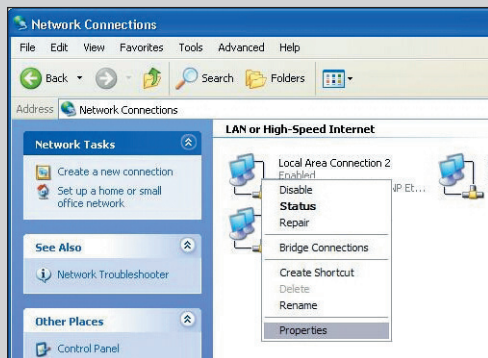 Network Connections
File Edit View Favorites Tools Advanced Help
Back Search Folders
Address Network Connections
Network Tasks
Create a new connection
Set up a home or small
office network
See Also
Network Troubleshooter
Other Places
Control Panel
LAN or High-Speed Internet
Local Area Connection 2
Enabled
Disable
Status
Repair
Bridge Connections
Create Shortcut
Delete
Rename
Properties